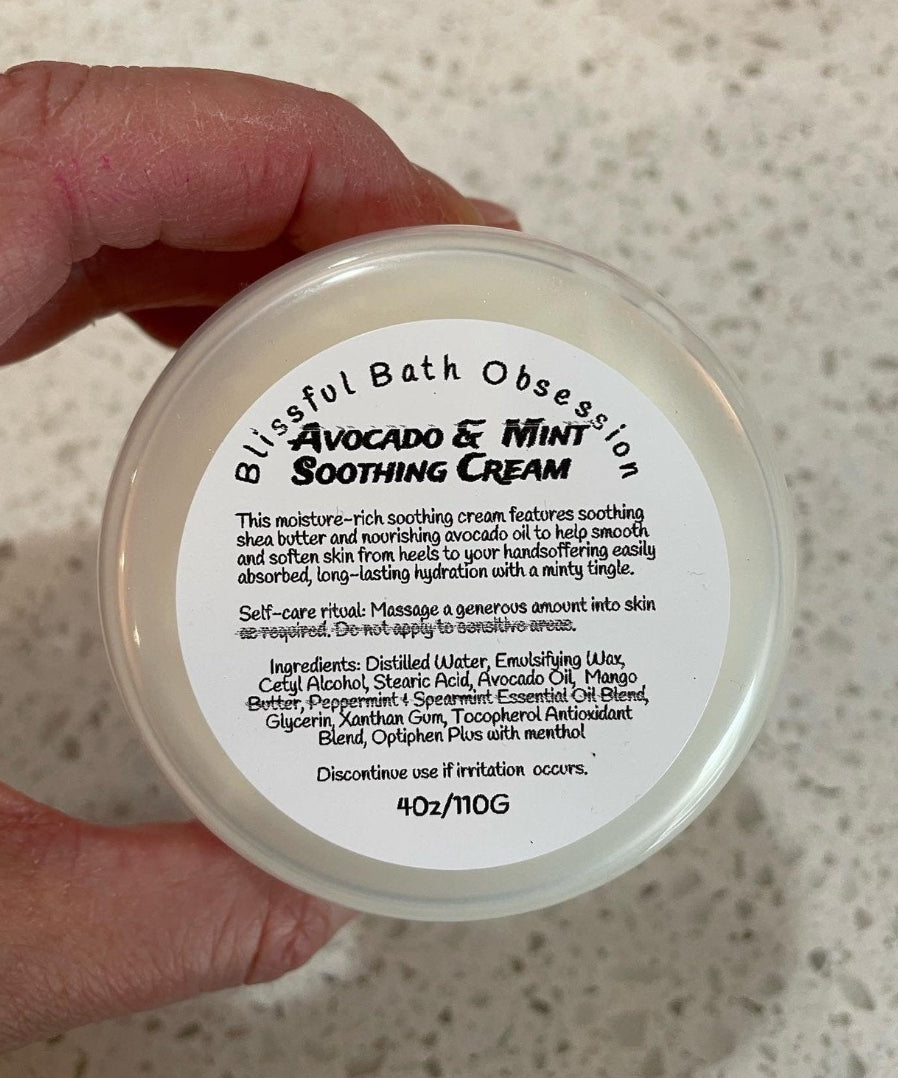 Blissful Bath Obsession
AVOCADO & MINT
SOOTHING CREAM
This moisture-rich soothing cream features soothing
shea butter and nourishing avocado oil to help smooth
and soften skin from heels to your handsoffering easily
absorbed, long-lasting hydration with a minty tingle.
Self-care ritual: Massage a generous amount into skin
as required. Do not apply to sensitive areas.
Ingredients: Distilled Water, Emulsifying Wax,
Cetyl Alcohol, Stearic Acid, Avocado Oil, Mango
Butter, Peppermint & Spearmint Essential Oil Blend,
Glycerin, Xanthan Gum, Tocopherol Antioxidant
Blend, Optiphen Plus with menthol
Discontinue use if irritation occurs.
4Oz/110G